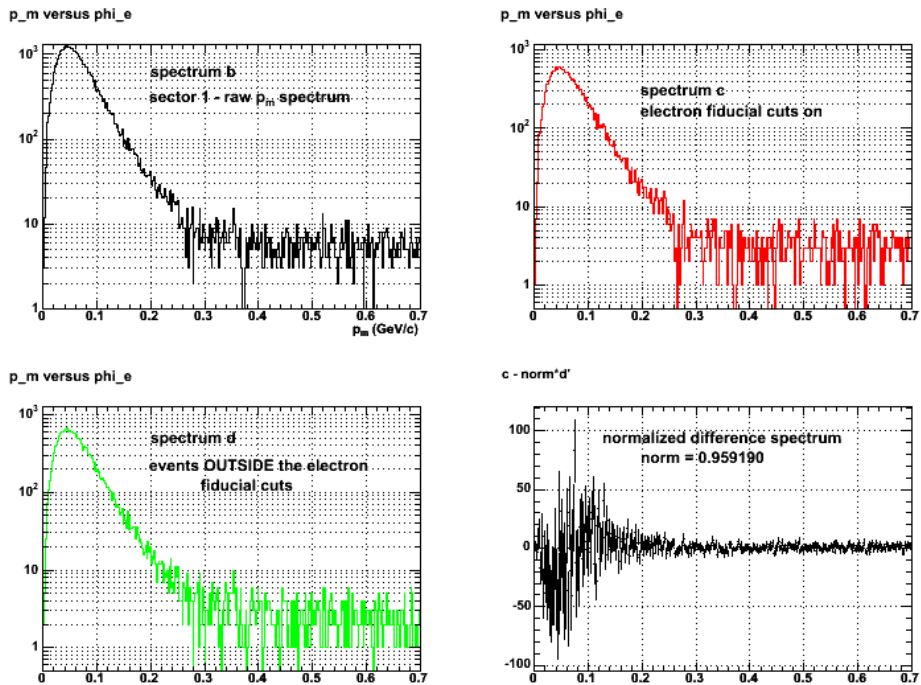 p_m versus phi_e
10³
10²
10
1
spectrum b
sector 1 - raw pₘ spectrum
0 0.1 0.2 0.3 0.4 0.5 0.6 0.7
pₘ (GeV/c)
p_m versus phi_e
10³
10²
10
1
spectrum c
electron fiducial cuts on
0 0.1 0.2 0.3 0.4 0.5 0.6 0.7
p_m versus phi_e
10³
10²
10
1
spectrum d
events OUTSIDE the electron
fiducial cuts
0 0.1 0.2 0.3 0.4 0.5 0.6 0.7
c - norm*d'
100
50
0
-50
-100
normalized difference spectrum
norm = 0.959190
0 0.1 0.2 0.3 0.4 0.5 0.6 0.7